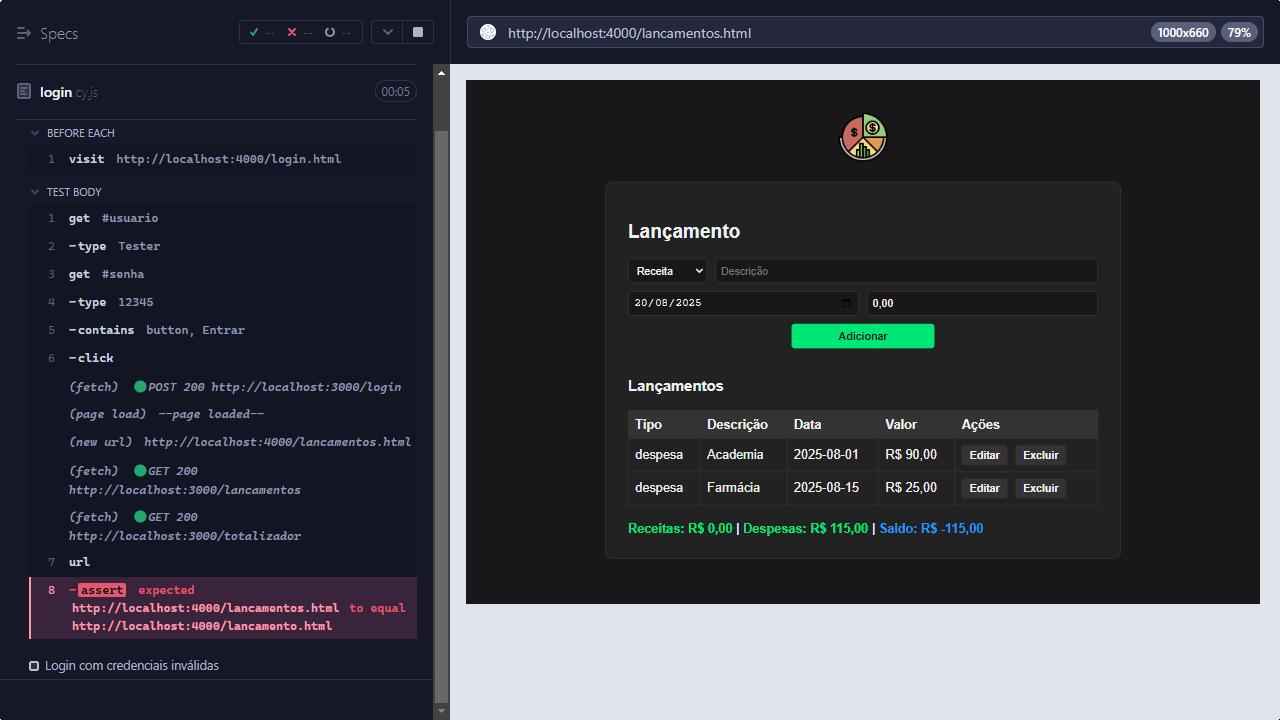 Specs
-- -- --
login.cy.js 00:05
BEFORE EACH
1 visit http://localhost:4000/login.html
TEST BODY
1 get #usuario
2 -type Tester
3 get #senha
4 -type 12345
5 -contains button, Entrar
6 -click
(fetch) POST 200 http://localhost:3000/login
(page load) --page loaded--
(new url) http://localhost:4000/lancamentos.html
(fetch) GET 200
http://localhost:3000/lancamentos
(fetch) GET 200
http://localhost:3000/totalizador
7 url
8 -assert expected
http://localhost:4000/lancamentos.html to equal
http://localhost:4000/lancamento.html
Login com credenciais inválidas
http://localhost:4000/lancamentos.html 1000x660 79%
$ $
Lançamento
Receita Descrição
20/08/2025 0,00
Adicionar
Lançamentos
Tipo Descrição Data Valor Ações
despesa Academia 2025-08-01 R$ 90,00 Editar Excluir
despesa Farmácia 2025-08-15 R$ 25,00 Editar Excluir
Receitas: R$ 0,00 | Despesas: R$ 115,00 | Saldo: R$ -115,00